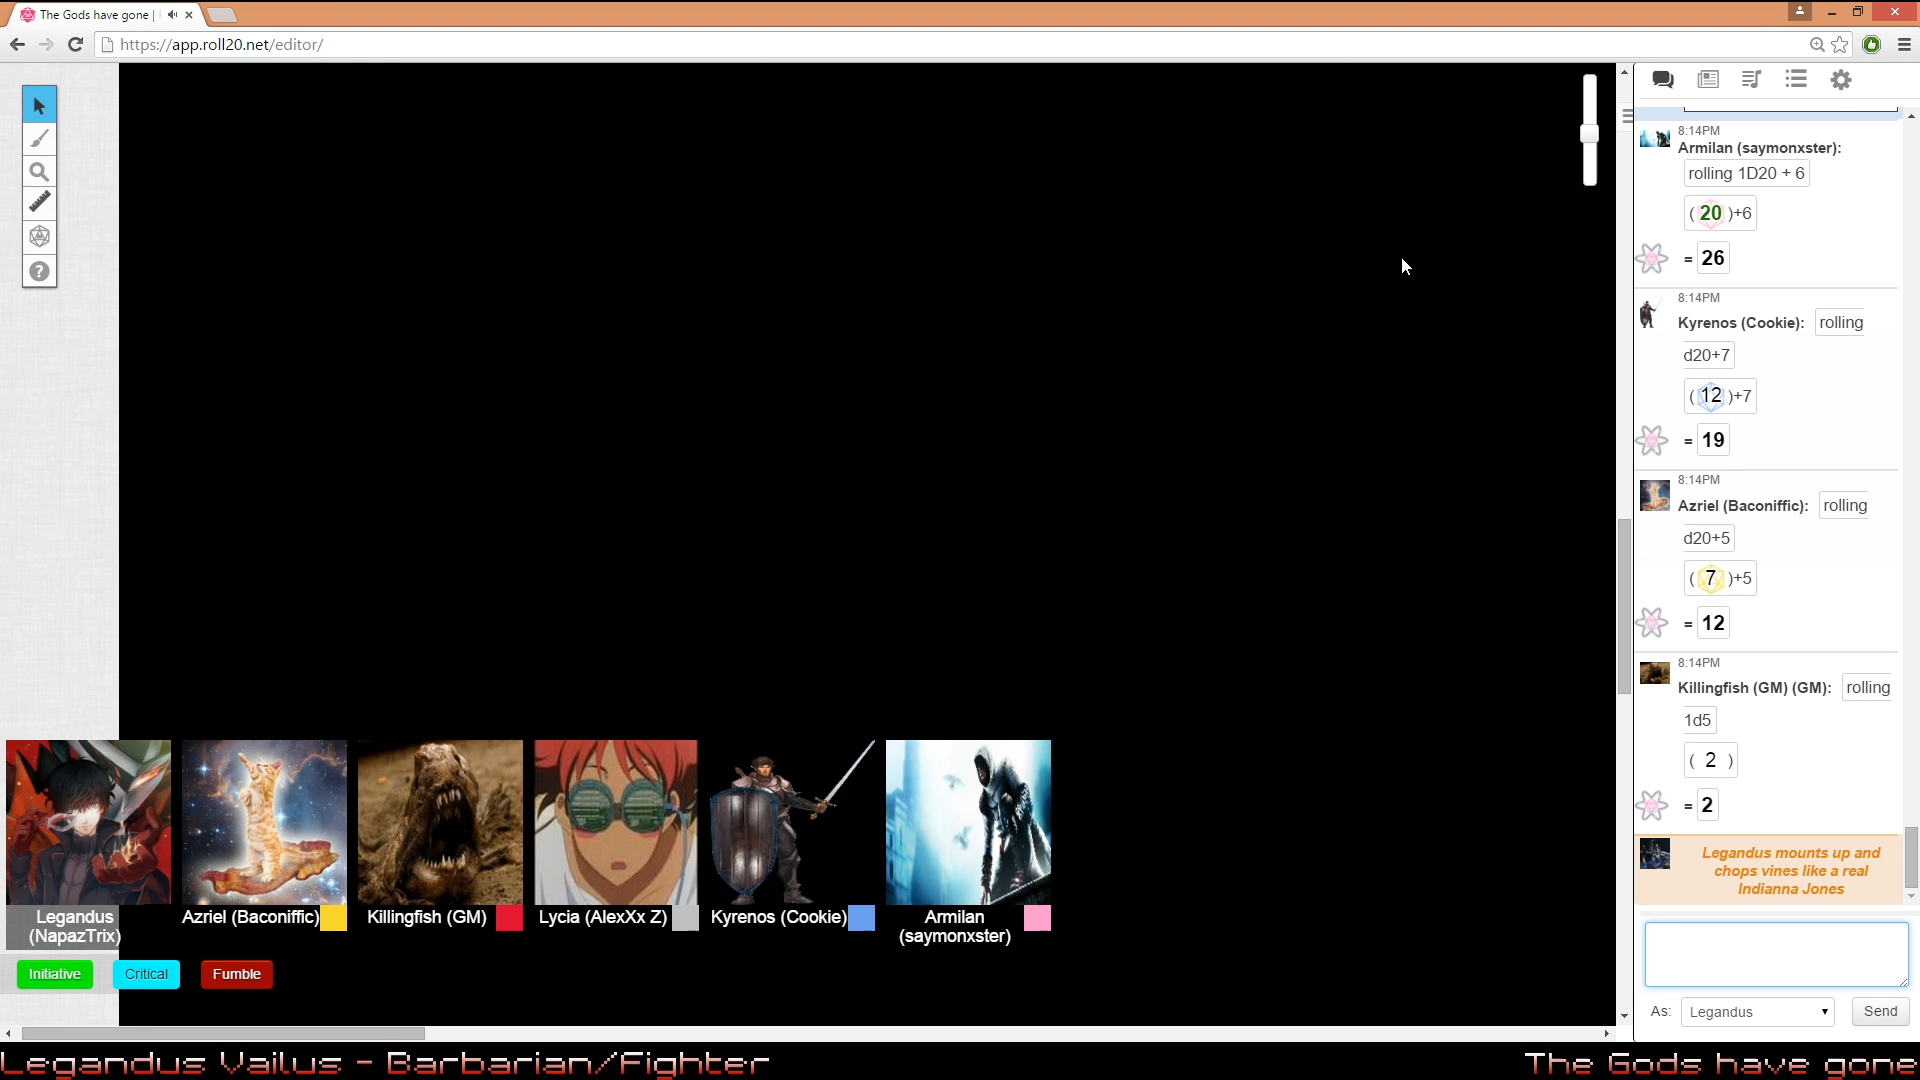 The Gods have gone |
https://app.roll20.net/editor/
8:14PM
Armilan (saymonxster):
rolling 1D20 + 6
( 20 )+6
= 26
8:14PM
Kyrenos (Cookie): rolling
d20+7
( 12 )+7
= 19
8:14PM
Azriel (Baconiffic): rolling
d20+5
( 7 )+5
= 12
8:14PM
Killingfish (GM) (GM): rolling
1d5
( 2 )
= 2
Legandus mounts up and
chops vines like a real
Indianna Jones
As: Legandus Send
Legandus
(NapazTrix)
Azriel (Baconiffic)
Killingfish (GM)
Lycia (AlexXx Z)
Kyrenos (Cookie)
Armilan
(saymonxster)
Initiative Critical Fumble
Legandus Vailus - Barbarian/Fighter
The Gods have gone